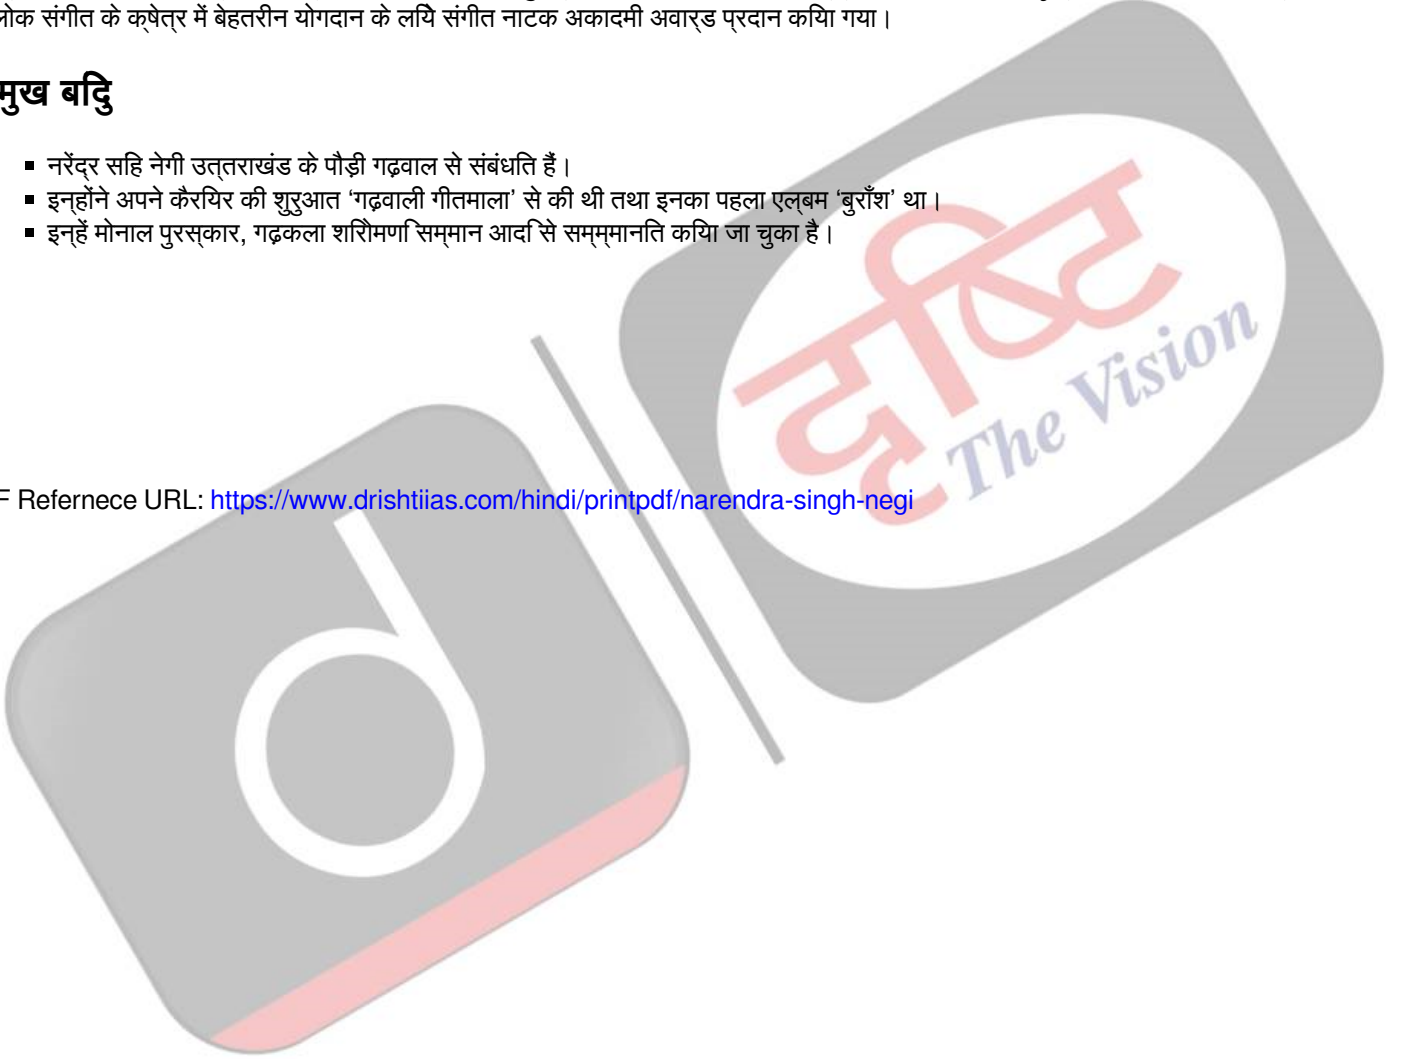 लोक संगीत के क्षेत्र में बेहतरीन योगदान के लिये संगीत नाटक अकादमी अवार्ड प्रदान किया गया।
मुख बिंदु
▪ नरेंद्र सिंह नेगी उत्तराखंड के पौड़ी गढ़वाल से संबंधित हैं।
▪ इन्होंने अपने कैरियर की शुरुआत ‘गढ़वाली गीतमाला’ से की थी तथा इनका पहला एल्बम ‘बुराँश’ था।
▪ इन्हें मोनाल पुरस्कार, गढ़कला शिरोमणि सम्मान आदि से सम्म्मानित किया जा चुका है।
दृष्टि
The Vision
F Refernece URL: https://www.drishtiias.com/hindi/printpdf/narendra-singh-negi
d